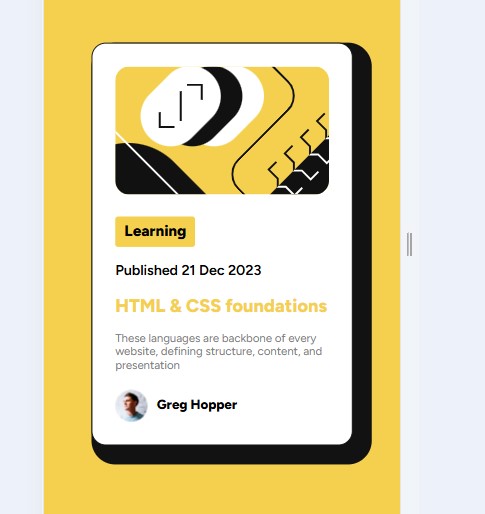 Learning
Published 21 Dec 2023
HTML & CSS foundations
These languages are backbone of every
website, defining structure, content, and
presentation
Greg Hopper